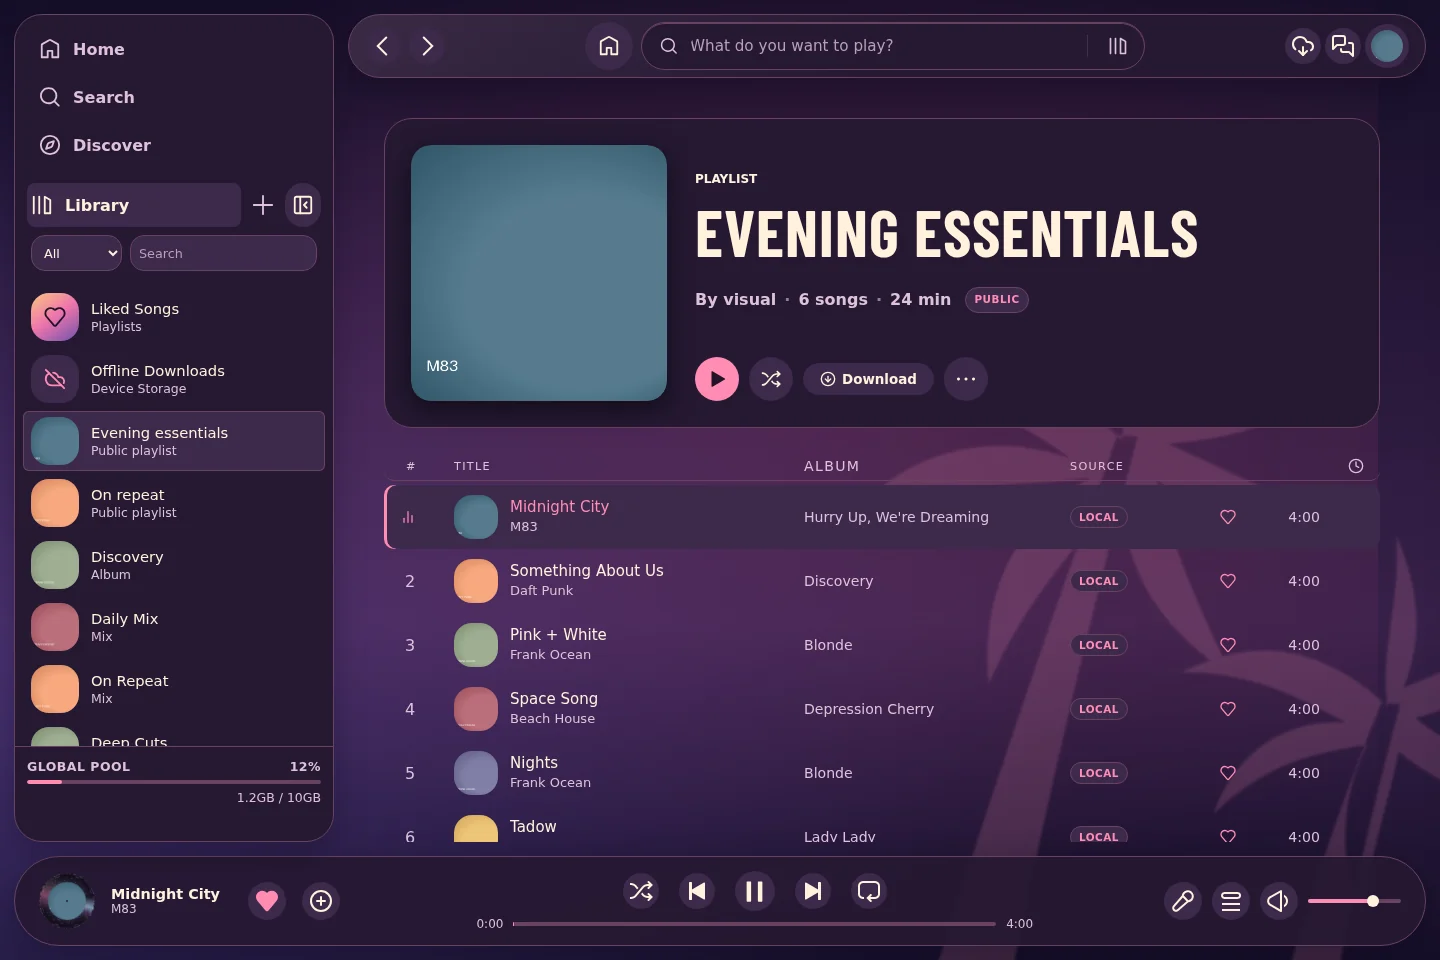 Home
Search
Discover
Library
All
Search
Liked Songs
Playlists
Offline Downloads
Device Storage
Evening essentials
Public playlist
On repeat
Public playlist
Discovery
Album
Daily Mix
Mix
On Repeat
Mix
Deep Cuts
GLOBAL POOL 12%
1.2GB / 10GB
What do you want to play?
M83
PLAYLIST
EVENING ESSENTIALS
By visual · 6 songs · 24 min PUBLIC
Download
# TITLE ALBUM SOURCE
Midnight City
M83
Hurry Up, We're Dreaming LOCAL 4:00
2 Something About Us
Daft Punk
Discovery LOCAL 4:00
3 Pink + White
Frank Ocean
Blonde LOCAL 4:00
4 Space Song
Beach House
Depression Cherry LOCAL 4:00
5 Nights
Frank Ocean
Blonde LOCAL 4:00
6 Tadow
Lady Lady LOCAL 4:00
Midnight City
M83
0:00 4:00